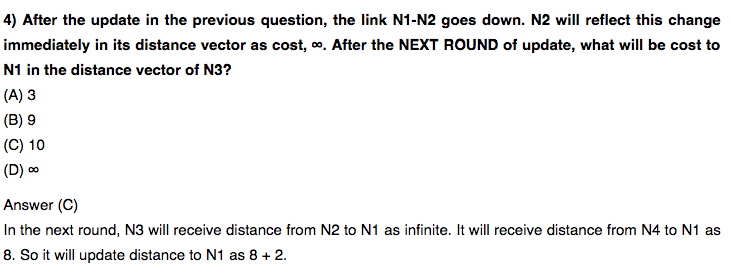 4) After the update in the previous question, the link N1-N2 goes down. N2 will reflect this change
immediately in its distance vector as cost, ∞. After the NEXT ROUND of update, what will be cost to
N1 in the distance vector of N3?
(A) 3
(B) 9
(C) 10
(D) ∞
Answer (C)
In the next round, N3 will receive distance from N2 to N1 as infinite. It will receive distance from N4 to N1 as
8. So it will update distance to N1 as 8 + 2.